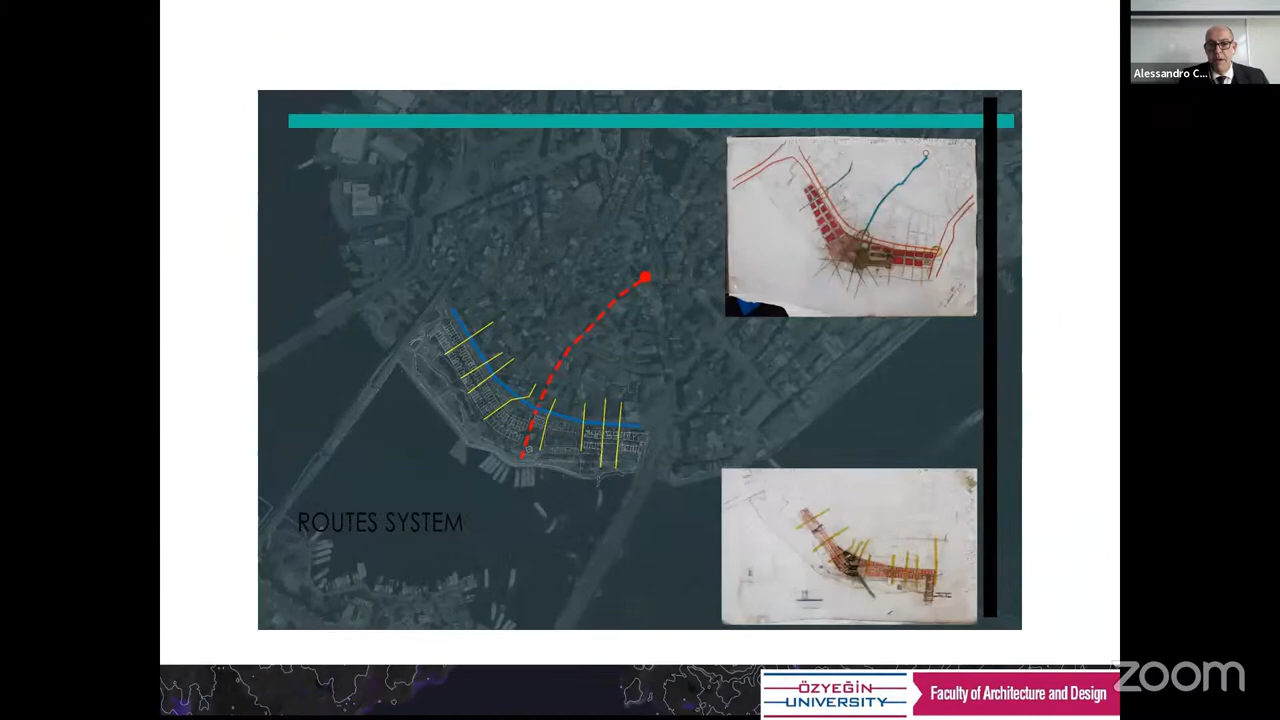 Alessandro C...
ROUTES SYSTEM
ÖZYEĞİN
UNIVERSITY
Faculty of Architecture and Design
zoom